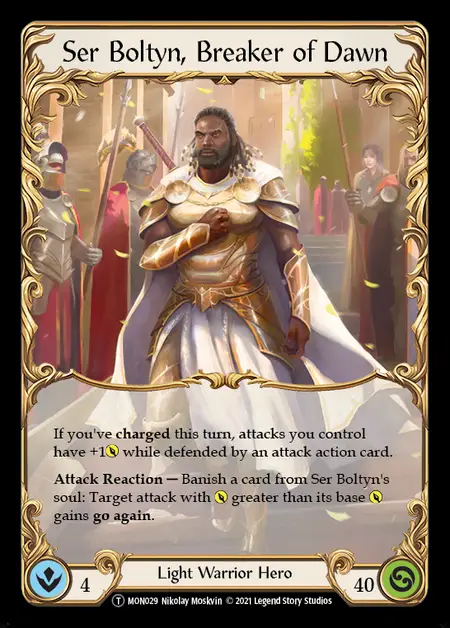 Ser Boltyn, Breaker of Dawn
If you've charged this turn, attacks you control
have +1 while defended by an attack action card.
Attack Reaction — Banish a card from Ser Boltyn's
soul: Target attack with greater than its base
gains go again.
4
Light Warrior Hero
40
T MON029 Nikolay Moskvin © 2021 Legend Story Studios